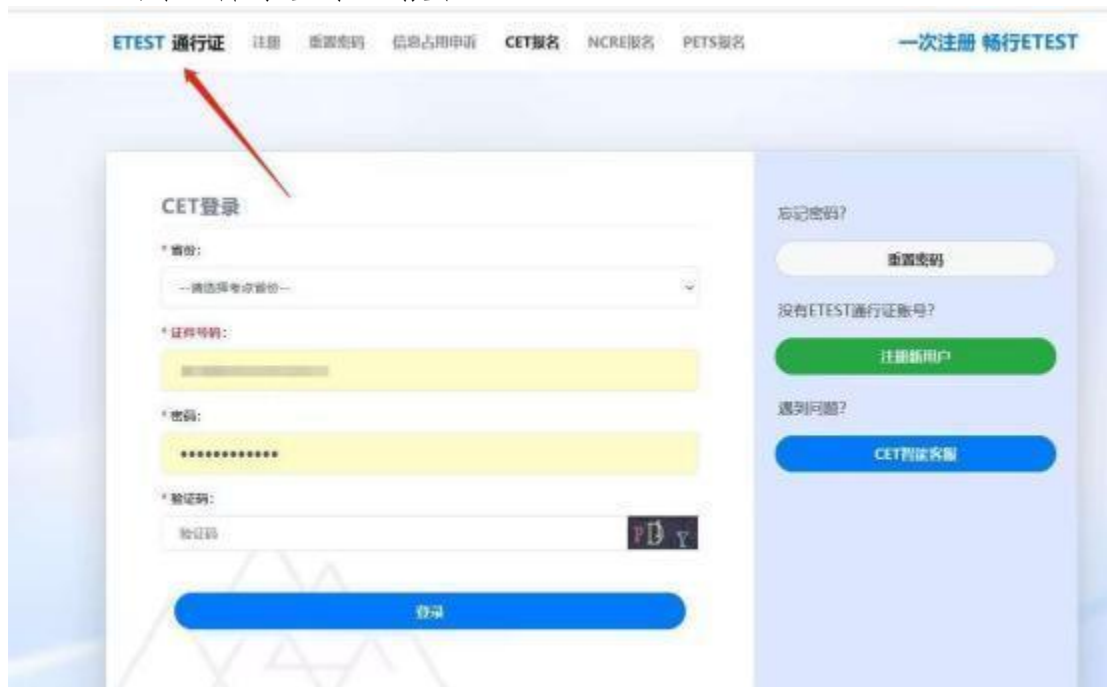 ETEST 通行证 注册 重置密码 信息占用申诉 CET报名 NCRE报名 PETS报名 一次注册 畅行ETEST
CET登录
* 省份:
---请选择考点省份---
* 证件号码:
* 密码:
••••••••••••
* 验证码:
验证码
登录
忘记密码?
重置密码
没有ETEST通行证账号?
注册新用户
遇到问题?
CET智能客服